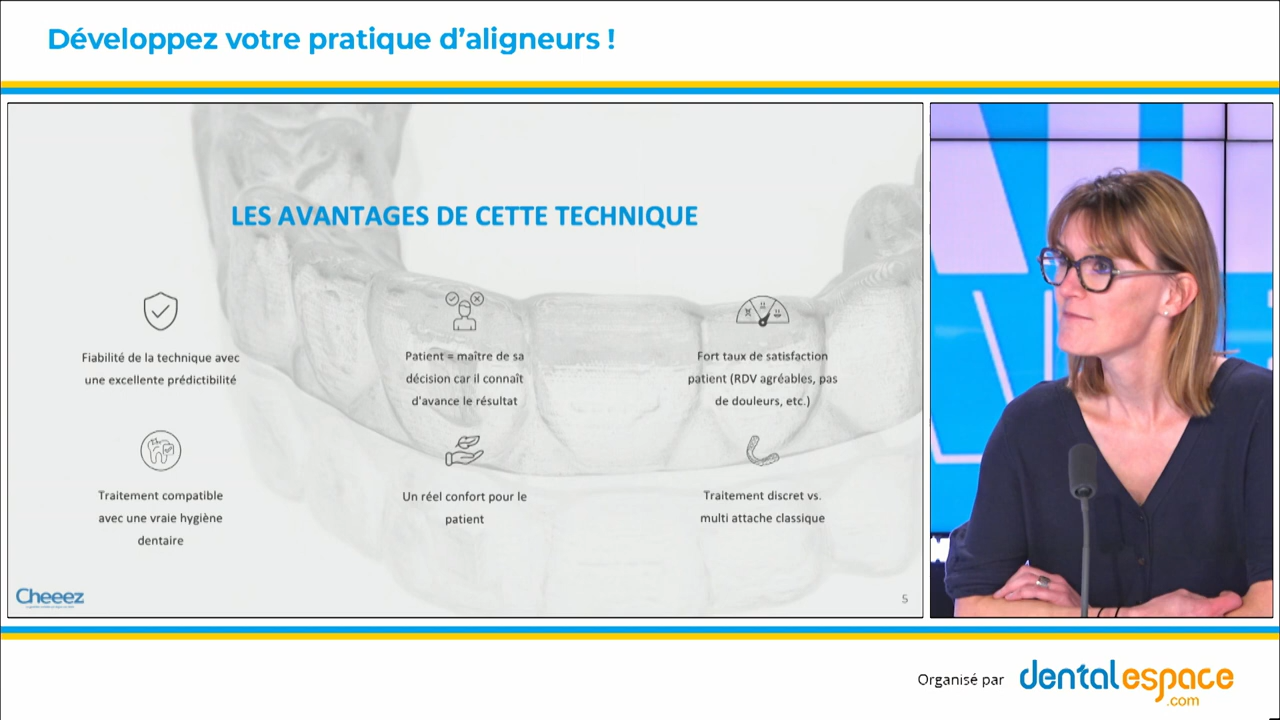 Développez votre pratique d'aligneurs !
LES AVANTAGES DE CETTE TECHNIQUE
Fiabilité de la technique avec
une excellente prédictibilité
Patient = maître de sa
décision car il connaît
d'avance le résultat
Fort taux de satisfaction
patient (RDV agréables, pas
de douleurs, etc.)
Traitement compatible
avec une vraie hygiène
dentaire
Un réel confort pour le
patient
Traitement discret vs.
multi attache classique
Cheeez
5
Organisé par
dentalespace
.com